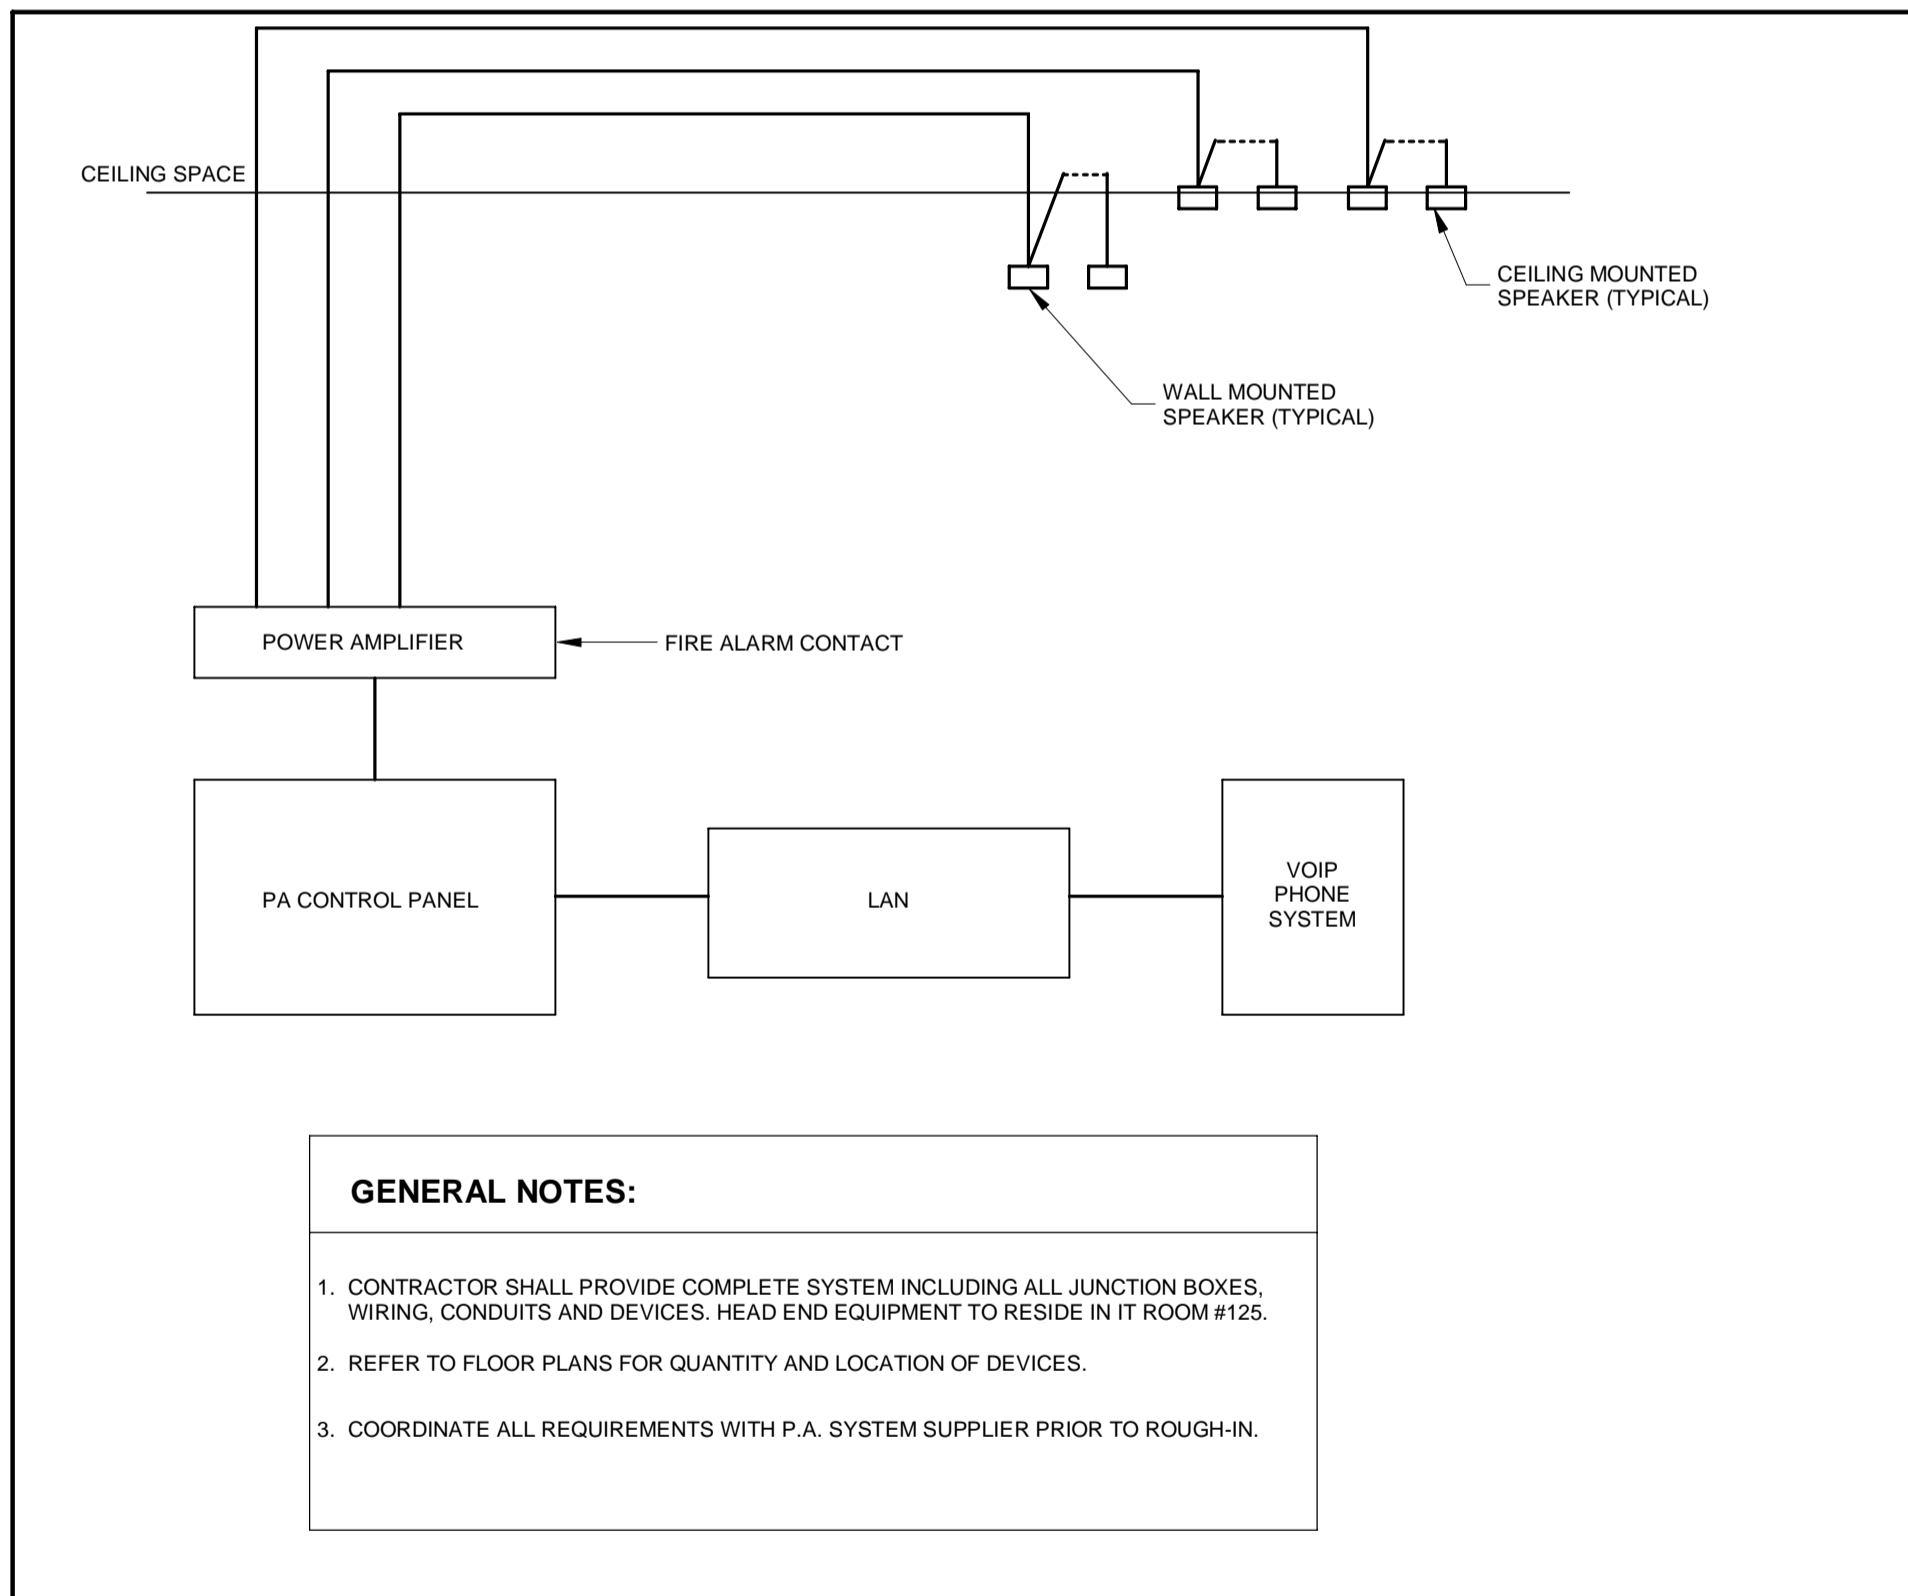 CEILING SPACE
CEILING MOUNTED
SPEAKER (TYPICAL)
WALL MOUNTED
SPEAKER (TYPICAL)
POWER AMPLIFIER
FIRE ALARM CONTACT
PA CONTROL PANEL
LAN
VOIP
PHONE
SYSTEM
GENERAL NOTES:
1. CONTRACTOR SHALL PROVIDE COMPLETE SYSTEM INCLUDING ALL JUNCTION BOXES,
WIRING, CONDUITS AND DEVICES. HEAD END EQUIPMENT TO RESIDE IN IT ROOM #125.
2. REFER TO FLOOR PLANS FOR QUANTITY AND LOCATION OF DEVICES.
3. COORDINATE ALL REQUIREMENTS WITH P.A. SYSTEM SUPPLIER PRIOR TO ROUGH-IN.